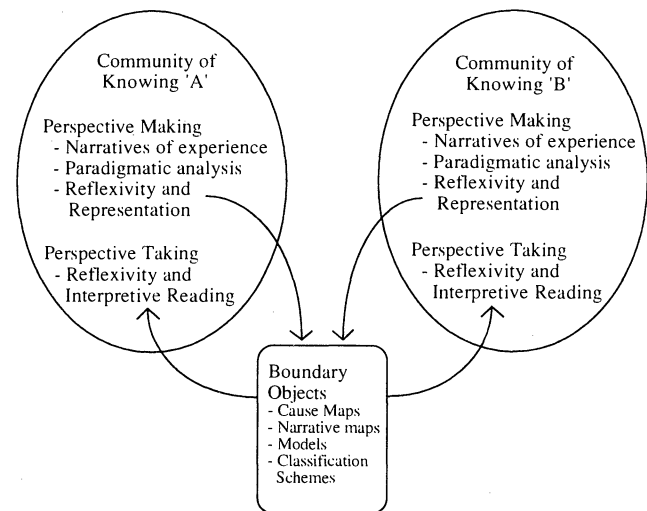 Community of
Knowing 'A'
Perspective Making
- Narratives of experience
- Paradigmatic analysis
- Reflexivity and
Representation
Perspective Taking
- Reflexivity and
Interpretive Reading
Community of
Knowing 'B'
Perspective Making
- Narratives of experience
- Paradigmatic analysis
- Reflexivity and
Representation
Perspective Taking
- Reflexivity and
Interpretive Reading
Boundary
Objects
- Cause Maps
- Narrative maps
- Models
- Classification
Schemes